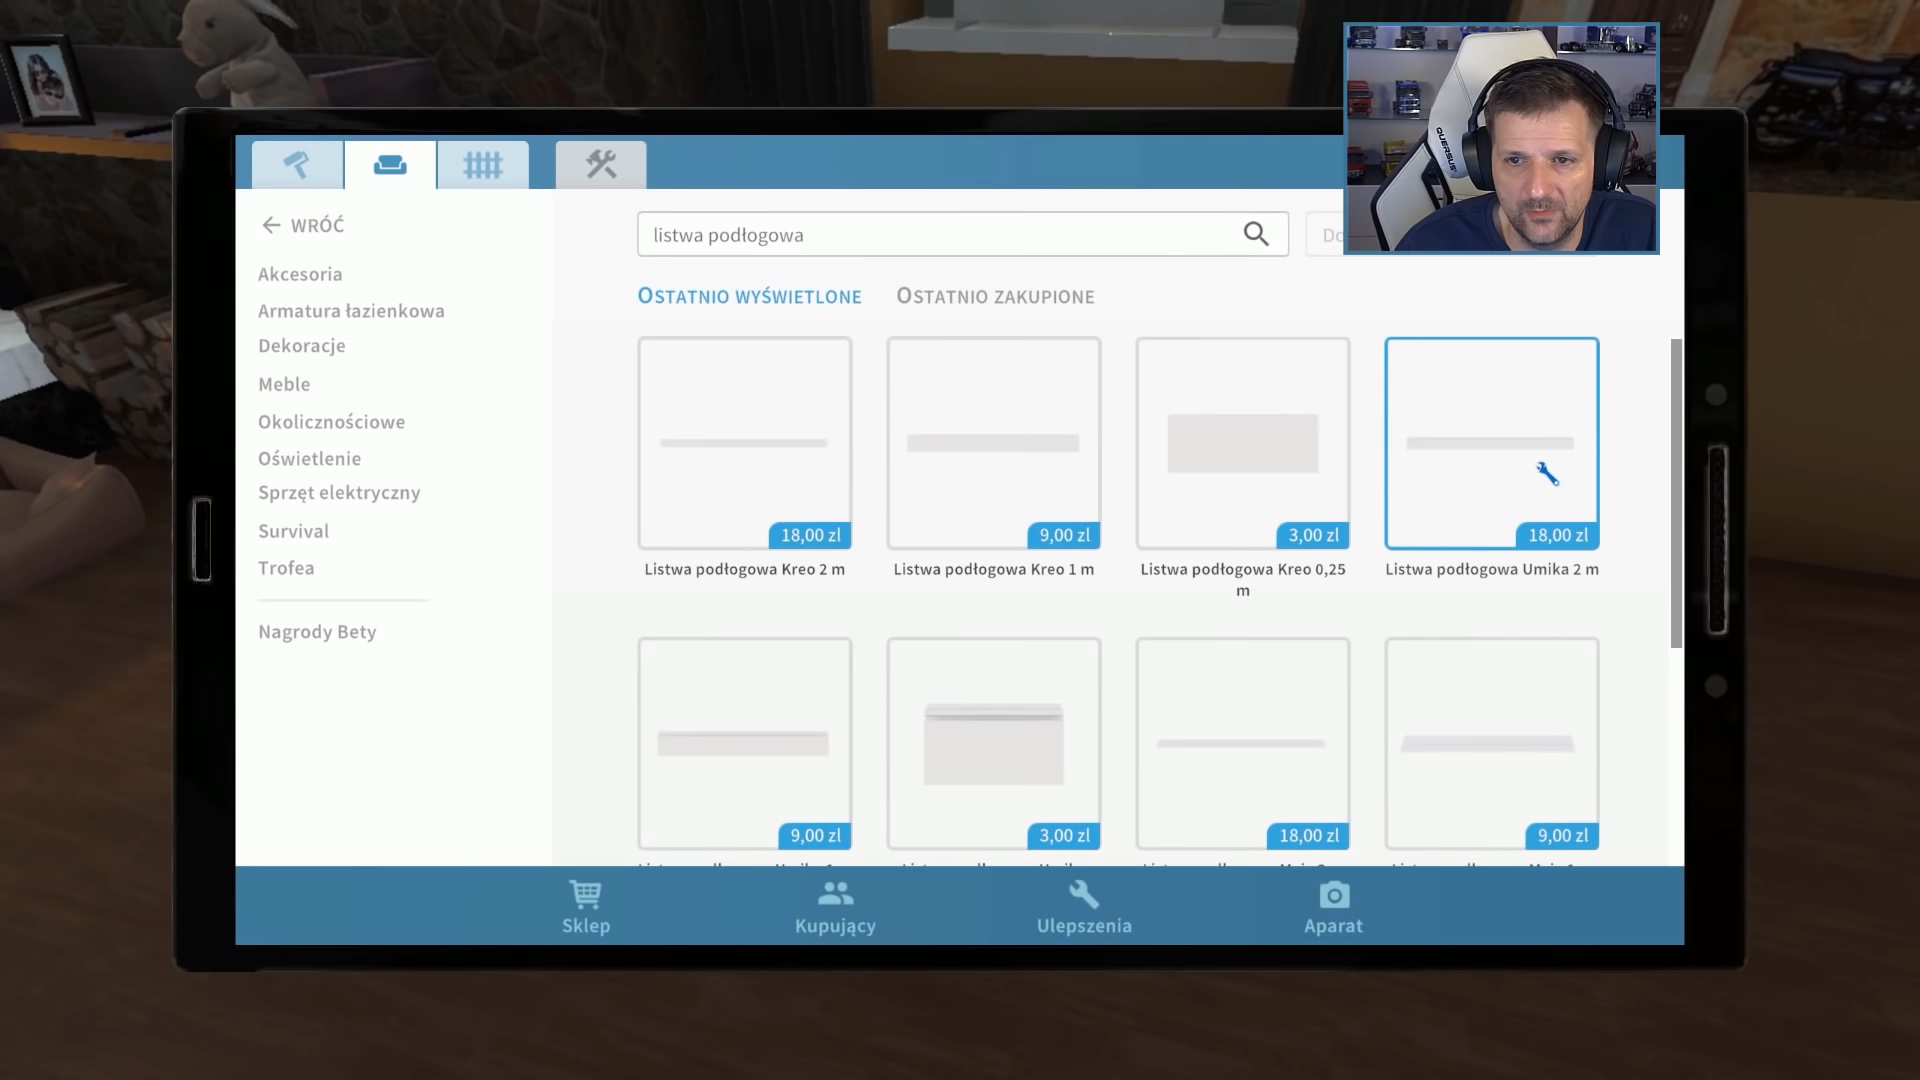 QUERSUS
WRÓĆ
Akcesoria
Armatura łazienkowa
Dekoracje
Meble
Okolicznościowe
Oświetlenie
Sprzęt elektryczny
Survival
Trofea
Nagrody Bety
listwa podłogowa
OSTATNIO WYŚWIETLONE OSTATNIO ZAKUPIONE
18,00 zl 9,00 zl 3,00 zl 18,00 zl
Listwa podłogowa Kreo 2 m Listwa podłogowa Kreo 1 m Listwa podłogowa Kreo 0,25 Listwa podłogowa Umika 2 m
m
9,00 zl 3,00 zl 18,00 zl 9,00 zl
Sklep Kupujący Ulepszenia Aparat